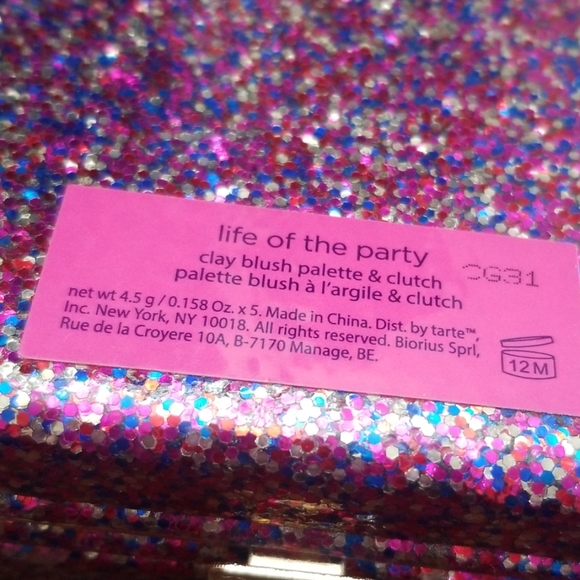 life of the party
clay blush palette & clutch
palette blush à l'argile & clutch
net wt 4.5 g / 0.158 Oz. x 5. Made in China. Dist. by tarte™,
Inc. New York, NY 10018. All rights reserved. Biorius Sprl,
Rue de la Croyere 10A, B-7170 Manage, BE.
12M